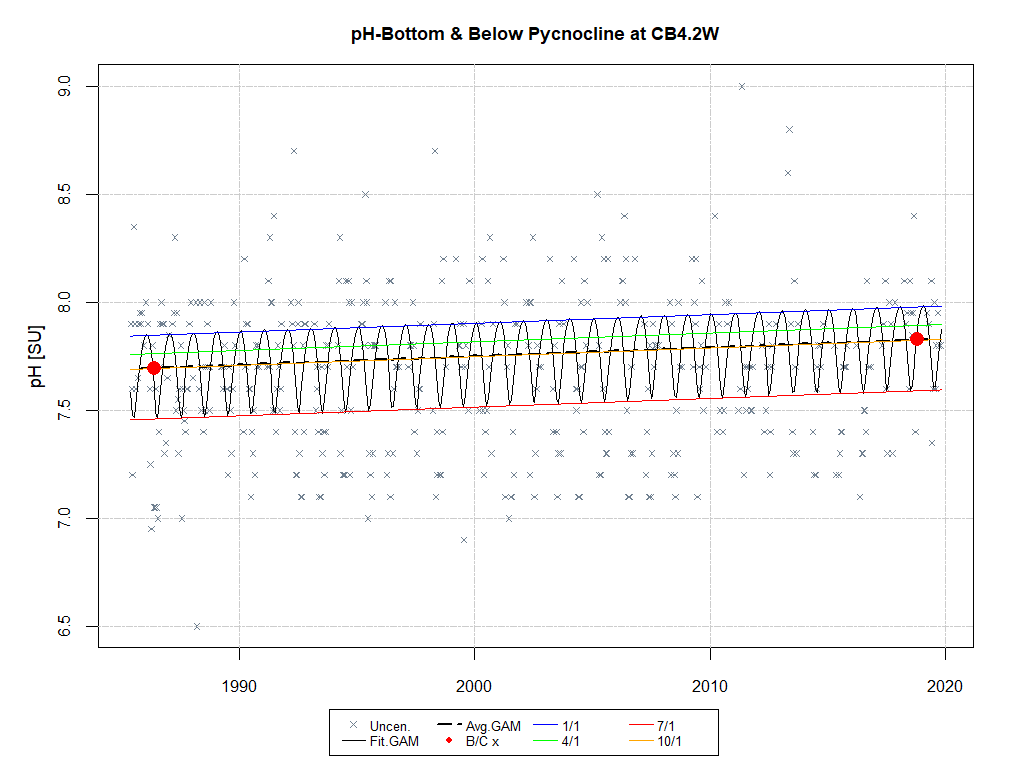 pH-Bottom & Below Pycnocline at CB4.2W
pH [SU]
9.0
8.5
8.0
7.5
7.0
6.5
1990 2000 2010 2020
Uncen. Avg.GAM 1/1 7/1
Fit.GAM B/C x 4/1 10/1